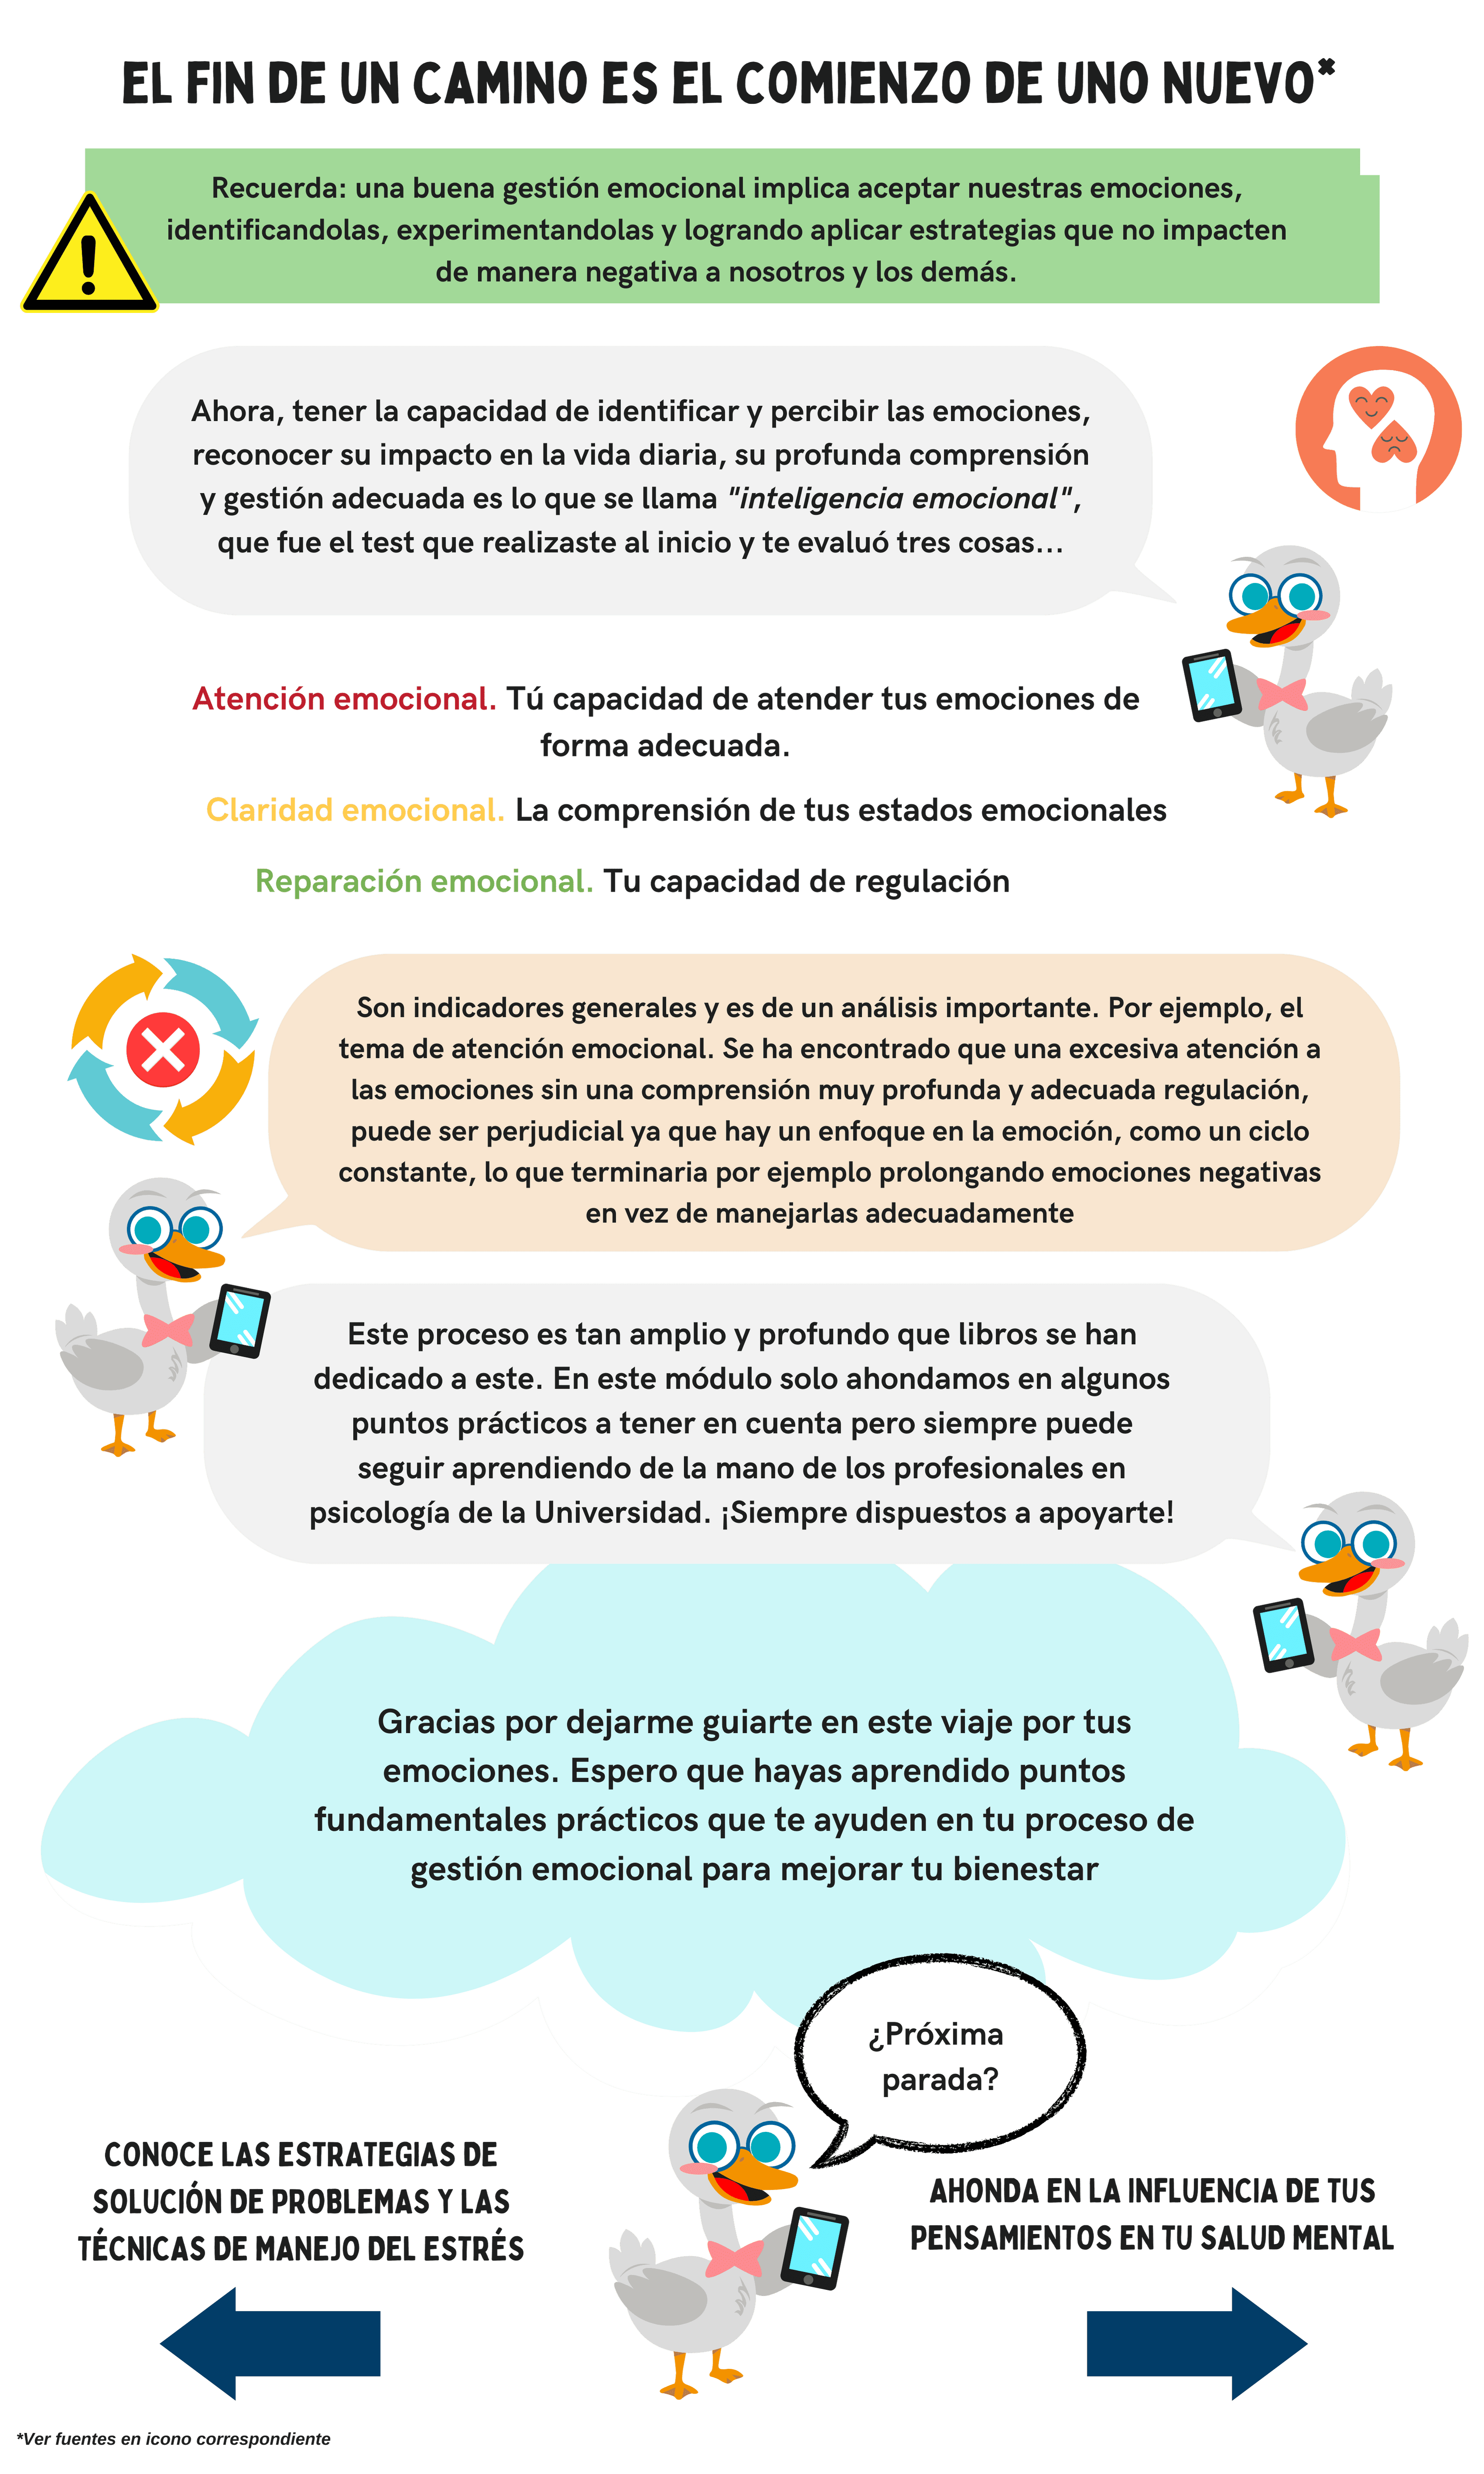 EL FIN DE UN CAMINO ES EL COMIENZO DE UNO NUEVO*
Recuerda: una buena gestión emocional implica aceptar nuestras emociones,
identificandolas, experimentandolas y logrando aplicar estrategias que no impacten
de manera negativa a nosotros y los demás.
Ahora, tener la capacidad de identificar y percibir las emociones,
reconocer su impacto en la vida diaria, su profunda comprensión
y gestión adecuada es lo que se llama "inteligencia emocional",
que fue el test que realizaste al inicio y te evaluó tres cosas...
Atención emocional. Tú capacidad de atender tus emociones de
forma adecuada.
Claridad emocional. La comprensión de tus estados emocionales
Reparación emocional. Tu capacidad de regulación
Son indicadores generales y es de un análisis importante. Por ejemplo, el
tema de atención emocional. Se ha encontrado que una excesiva atención a
las emociones sin una comprensión muy profunda y adecuada regulación,
puede ser perjudicial ya que hay un enfoque en la emoción, como un ciclo
constante, lo que terminaria por ejemplo prolongando emociones negativas
en vez de manejarlas adecuadamente
Este proceso es tan amplio y profundo que libros se han
dedicado a este. En este módulo solo ahondamos en algunos
puntos prácticos a tener en cuenta pero siempre puede
seguir aprendiendo de la mano de los profesionales en
psicología de la Universidad. ¡Siempre dispuestos a apoyarte!
Gracias por dejarme guiarte en este viaje por tus
emociones. Espero que hayas aprendido puntos
fundamentales prácticos que te ayuden en tu proceso de
gestión emocional para mejorar tu bienestar
¿Próxima
parada?
CONOCE LAS ESTRATEGIAS DE
SOLUCIÓN DE PROBLEMAS Y LAS
TÉCNICAS DE MANEJO DEL ESTRÉS
AHONDA EN LA INFLUENCIA DE TUS
PENSAMIENTOS EN TU SALUD MENTAL
*Ver fuentes en icono correspondiente